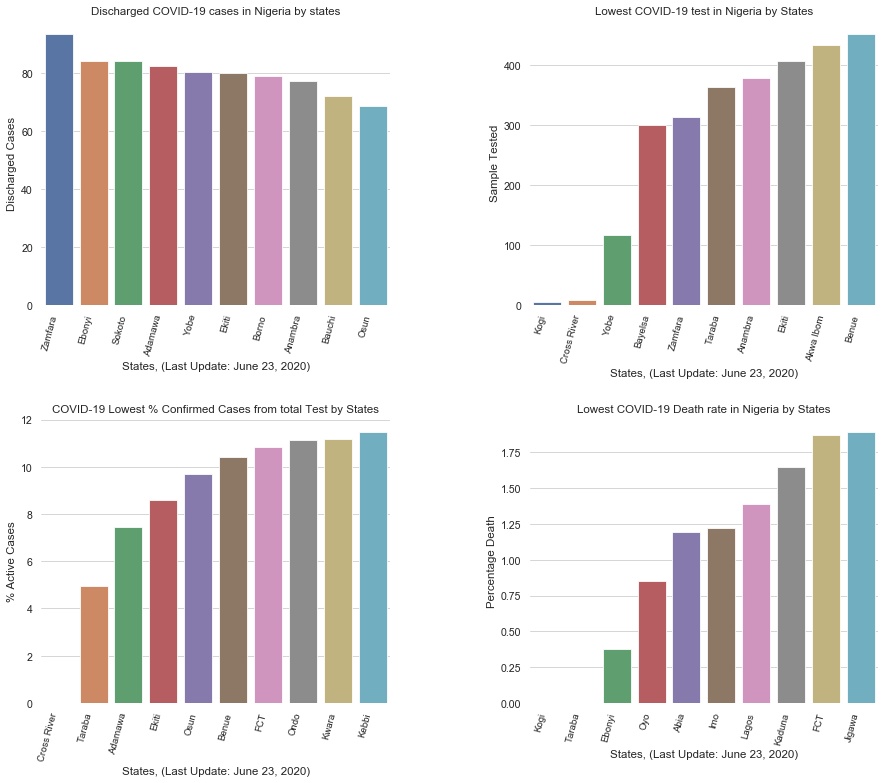 Discharged COVID-19 cases in Nigeria by states
Discharged Cases
80
60
40
20
0
Zamfara
Ebonyi
Sokoto
Adamawa
Yobe
Ekiti
Borno
Anambra
Bauchi
Osun
States, (Last Update: June 23, 2020)
Lowest COVID-19 test in Nigeria by States
Sample Tested
400
300
200
100
0
Kogi
Cross River
Yobe
Bayelsa
Zamfara
Taraba
Anambra
Ekiti
Akwa Ibom
Benue
States, (Last Update: June 23, 2020)
COVID-19 Lowest % Confirmed Cases from total Test by States
% Active Cases
12
10
8
6
4
2
0
Cross River
Taraba
Adamawa
Ekiti
Osun
Benue
FCT
Ondo
Kwara
Kebbi
States, (Last Update: June 23, 2020)
Lowest COVID-19 Death rate in Nigeria by States
Percentage Death
1.75
1.50
1.25
1.00
0.75
0.50
0.25
0.00
Kogi
Taraba
Ebonyi
Oyo
Abia
Imo
Lagos
Kaduna
FCT
Jigawa
States, (Last Update: June 23, 2020)